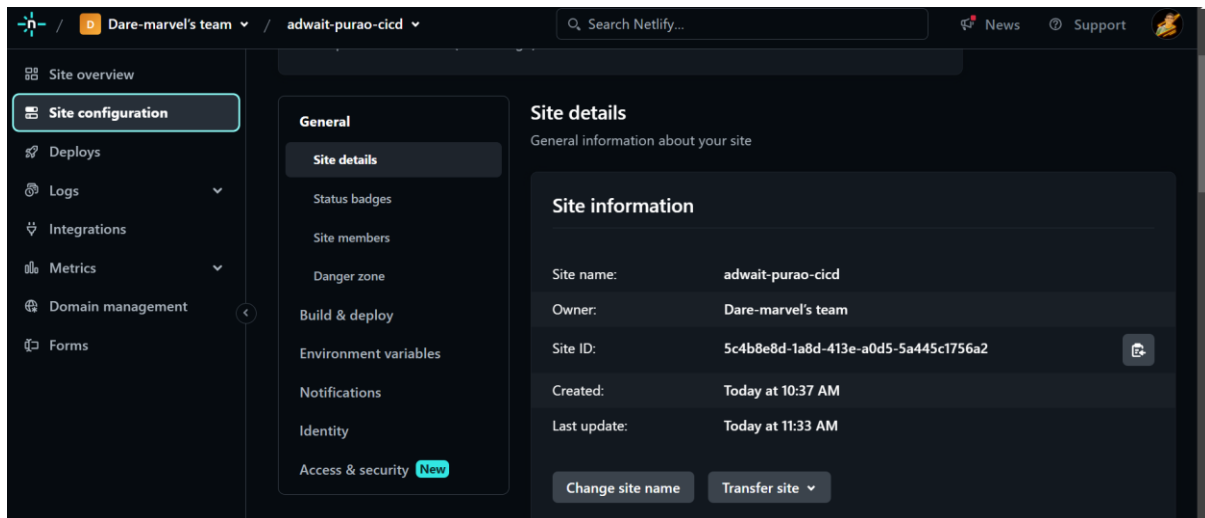 / D Dare-marvel's team / adwait-purao-cicd
Search Netlify...
News
Support
Site overview
Site configuration
Deploys
Logs
Integrations
Metrics
Domain management
Forms
General
Site details
Status badges
Site members
Danger zone
Build & deploy
Environment variables
Notifications
Identity
Access & security New
Site details
General information about your site
Site information
Site name: adwait-purao-cicd
Owner: Dare-marvel's team
Site ID: 5c4b8e8d-1a8d-413e-a0d5-5a445c1756a2
Created: Today at 10:37 AM
Last update: Today at 11:33 AM
Change site name
Transfer site